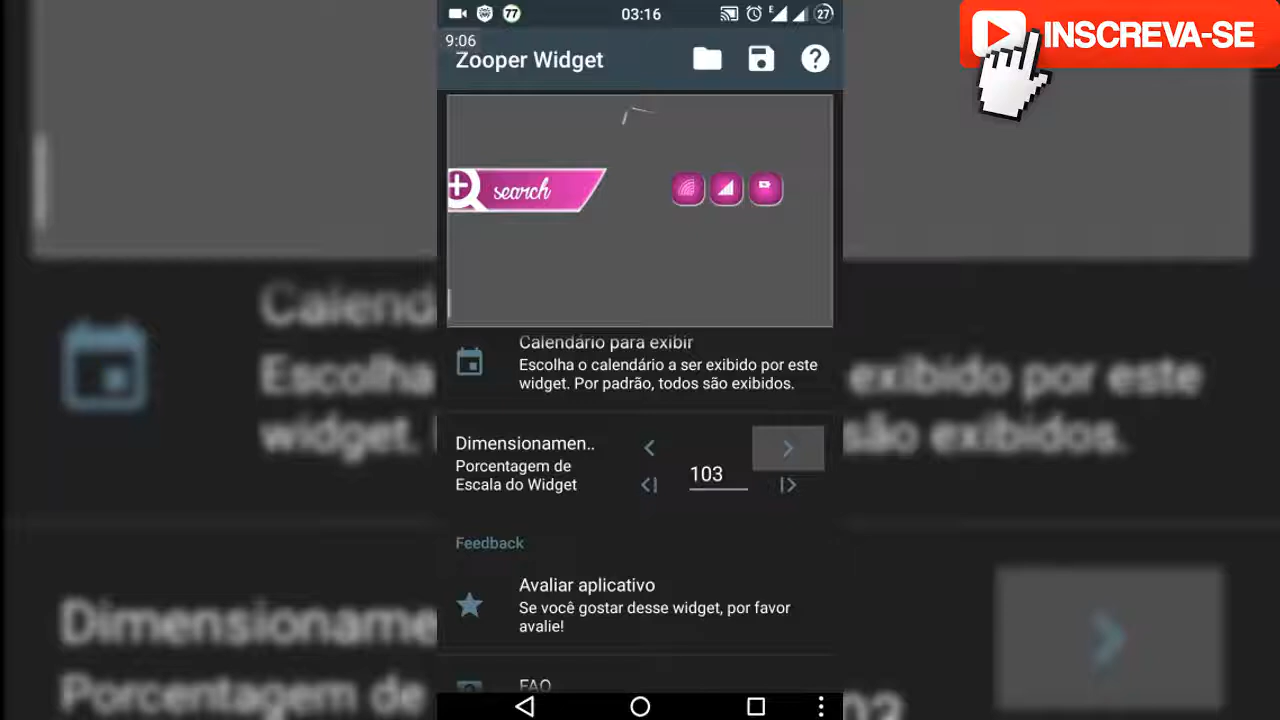 77
03:16
E
27
INSCREVA-SE
9:06
Zooper Widget
search
Calendário para exibir
Escolha o calendário a ser exibido por este
widget. Por padrão, todos são exibidos.
Dimensionamen..
Porcentagem de
Escala do Widget
103
Feedback
Avaliar aplicativo
Se você gostar desse widget, por favor
avalie!
FAQ